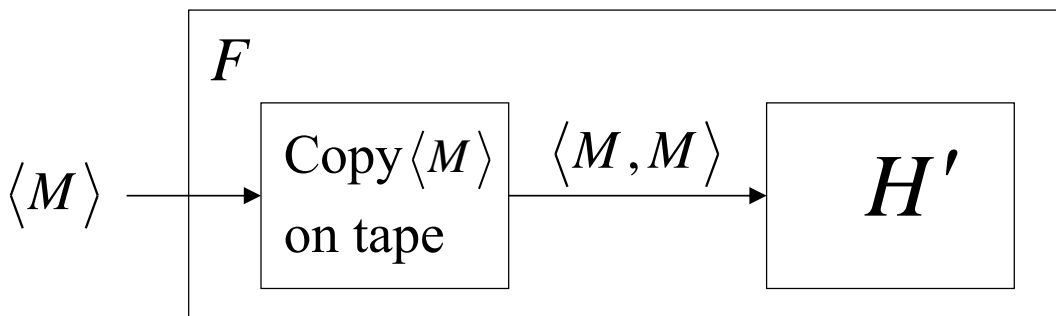 F
⟨M⟩
Copy⟨M⟩
on tape
⟨M, M⟩
H′